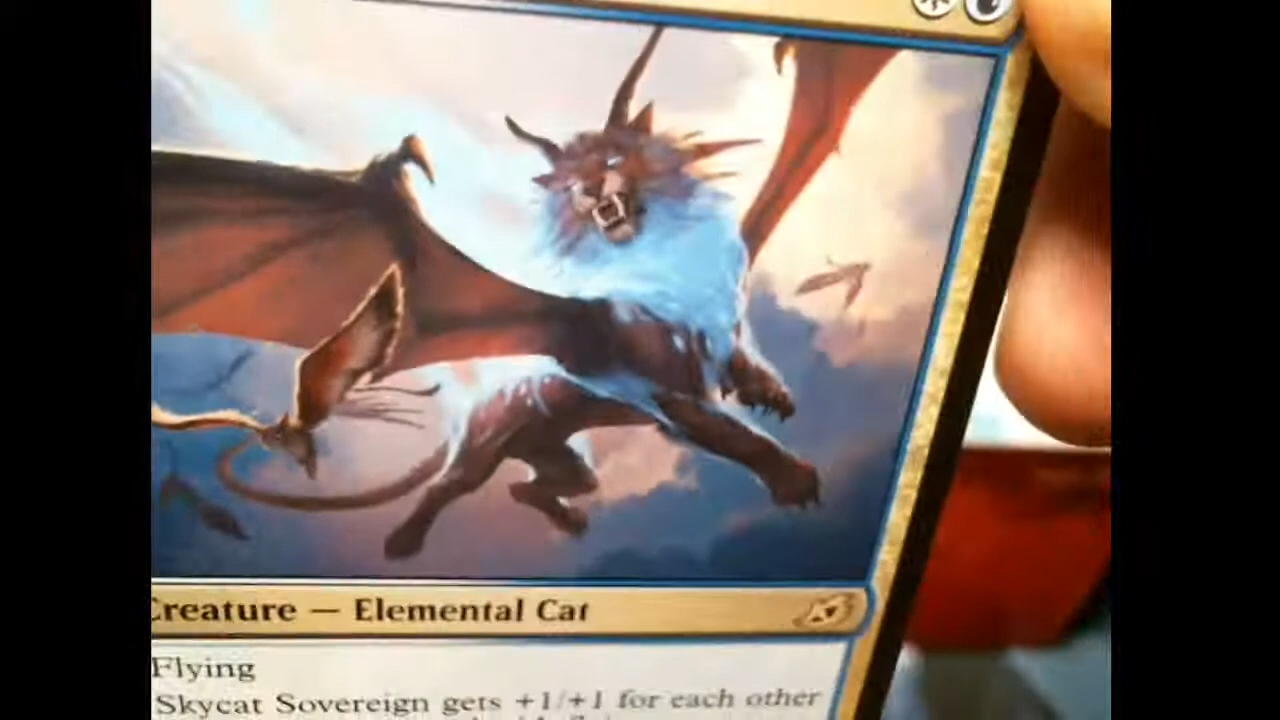 Creature — Elemental Cat
Flying
Skycat Sovereign gets +1/+1 for each other